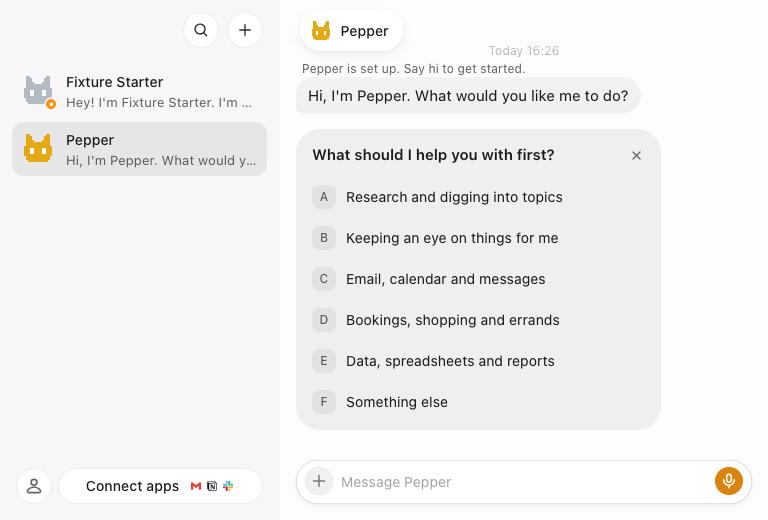 Fixture Starter
Hey! I'm Fixture Starter. I'm ...
Pepper
Hi, I'm Pepper. What would y...
Connect apps
Pepper
Today 16:26
Pepper is set up. Say hi to get started.
Hi, I'm Pepper. What would you like me to do?
What should I help you with first?
A Research and digging into topics
B Keeping an eye on things for me
C Email, calendar and messages
D Bookings, shopping and errands
E Data, spreadsheets and reports
F Something else
Message Pepper